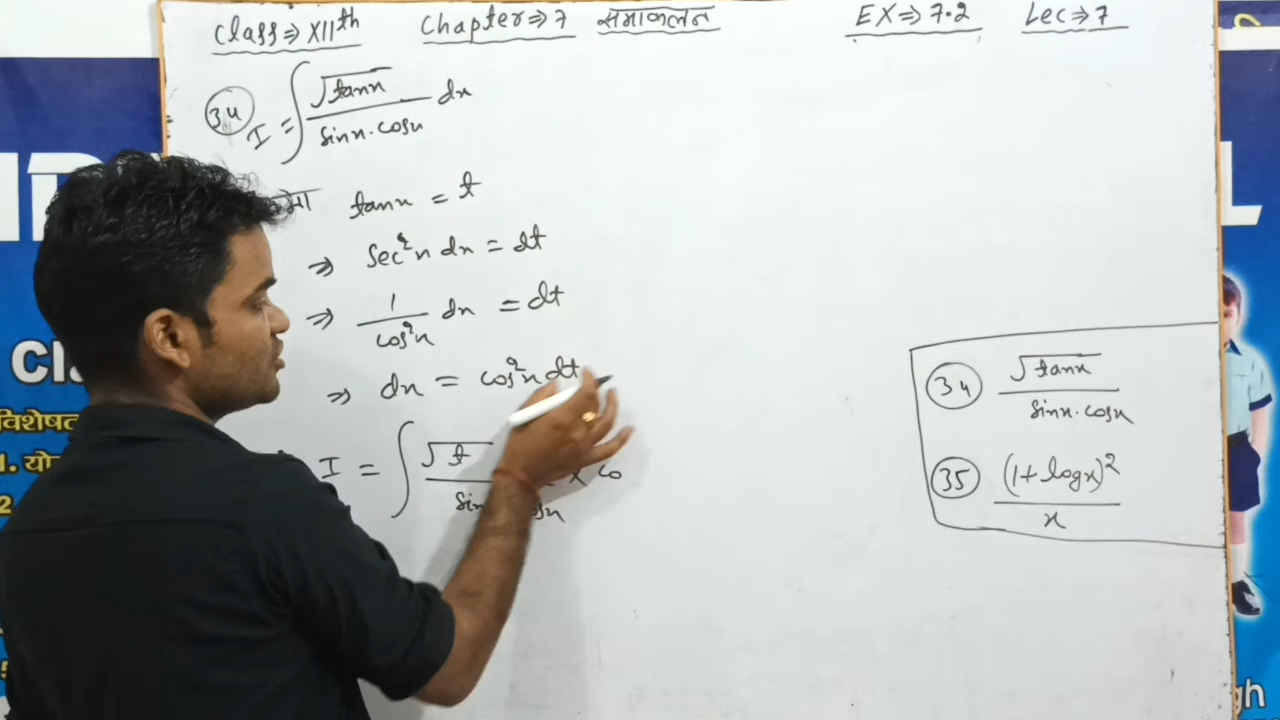 Class⇒XIIth Chapter⇒7 समाकलन EX⇒7.2 Lec⇒7
34 I = ∫ √tanx / sinx.cosx dx
tanx = t
⇒ sec²x dx = dt
⇒ 1/cos²x dx = dt
⇒ dx = cos²x dt
I = ∫ √t
34 √tanx / sinx.cosx
35 (1+logx)² / x